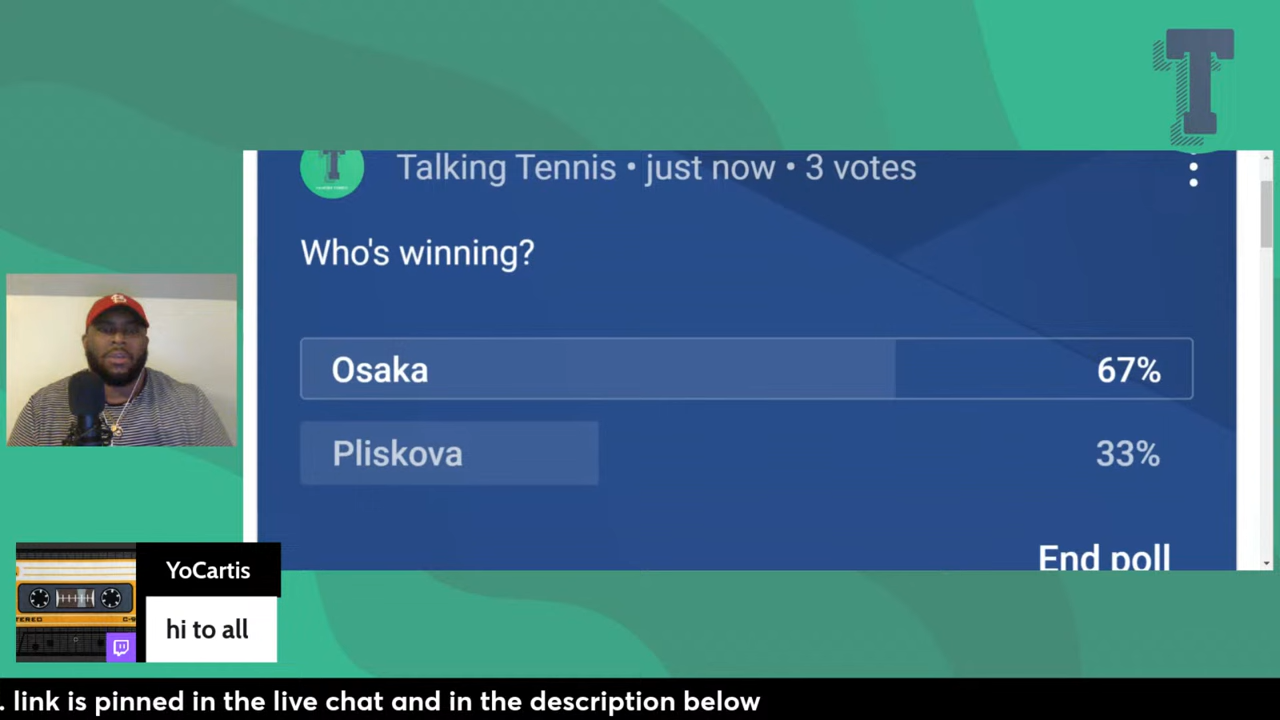 T
Talking Tennis • just now • 3 votes
Who's winning?
Osaka 67%
Pliskova 33%
End poll
YoCartis
hi to all
. link is pinned in the live chat and in the description below